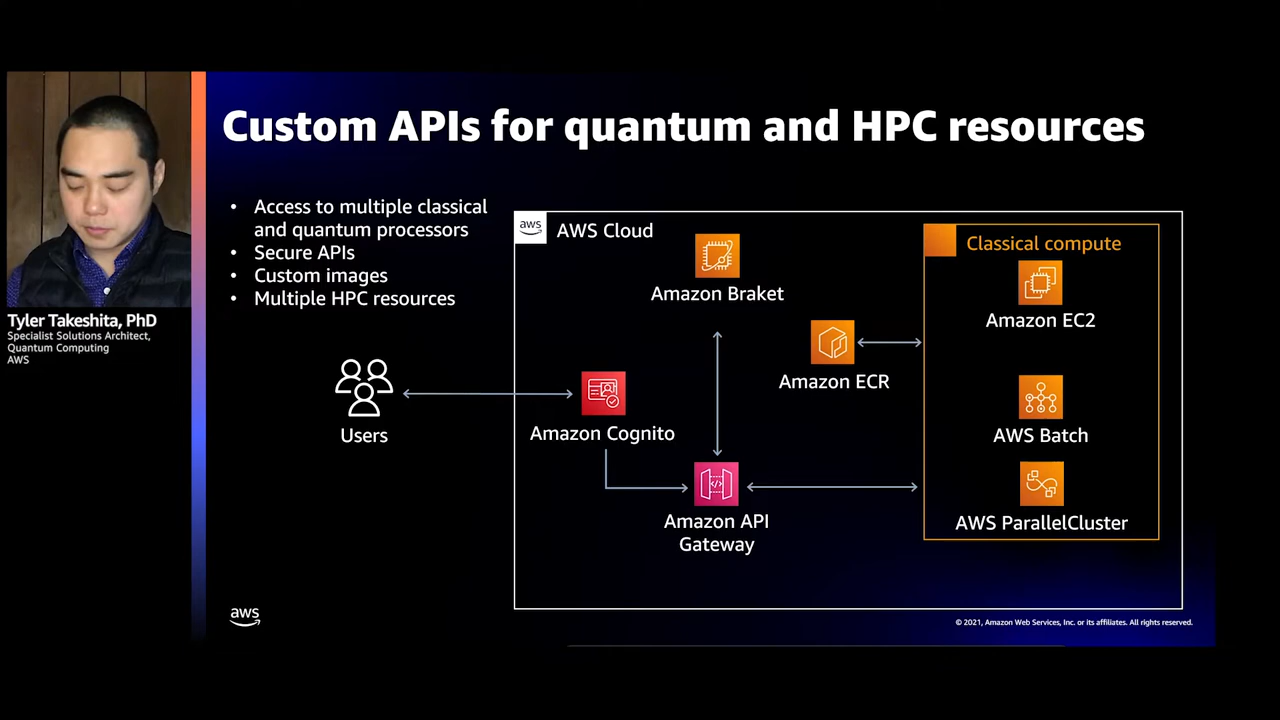 Custom APIs for quantum and HPC resources
• Access to multiple classical
and quantum processors
• Secure APIs
• Custom images
• Multiple HPC resources
Tyler Takeshita, PhD
Specialist Solutions Architect,
Quantum Computing
AWS
aws
AWS Cloud
Classical compute
Amazon Braket
Amazon EC2
Amazon ECR
Users
Amazon Cognito
AWS Batch
Amazon API
Gateway
AWS ParallelCluster
aws
© 2021, Amazon Web Services, Inc. or its affiliates. All rights reserved.